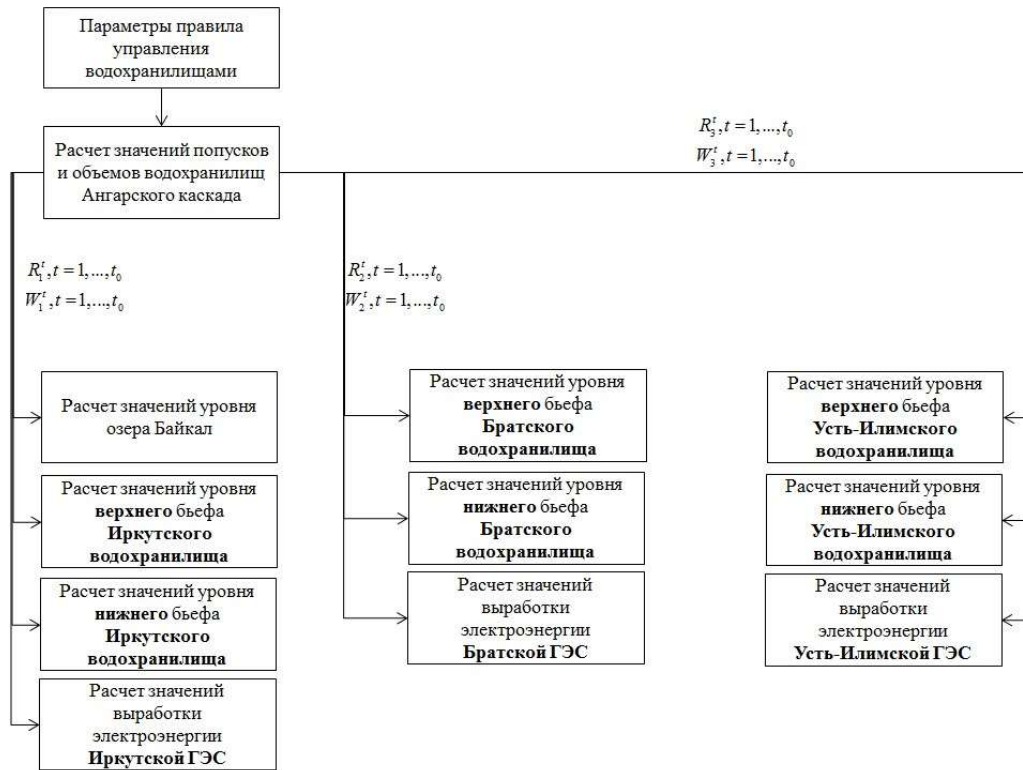 Параметры правила
управления
водохранилищами
Расчет значений попусков
и объемов водохранилищ
Ангарского каскада
R₃ᵗ, t = 1,...,t₀
W₃ᵗ, t = 1,...,t₀
R₁ᵗ, t = 1,...,t₀
W₁ᵗ, t = 1,...,t₀
R₂ᵗ, t = 1,...,t₀
W₂ᵗ, t = 1,...,t₀
Расчет значений уровня
озера Байкал
Расчет значений уровня
верхнего бьефа
Иркутского
водохранилища
Расчет значений уровня
нижнего бьефа
Иркутского
водохранилища
Расчет значений
выработки
электроэнергии
Иркутской ГЭС
Расчет значений уровня
верхнего бьефа
Братского
водохранилища
Расчет значений уровня
нижнего бьефа
Братского
водохранилища
Расчет значений
выработки
электроэнергии
Братской ГЭС
Расчет значений уровня
верхнего бьефа
Усть-Илимского
водохранилища
Расчет значений уровня
нижнего бьефа
Усть-Илимского
водохранилища
Расчет значений
выработки
электроэнергии
Усть-Илимской ГЭС